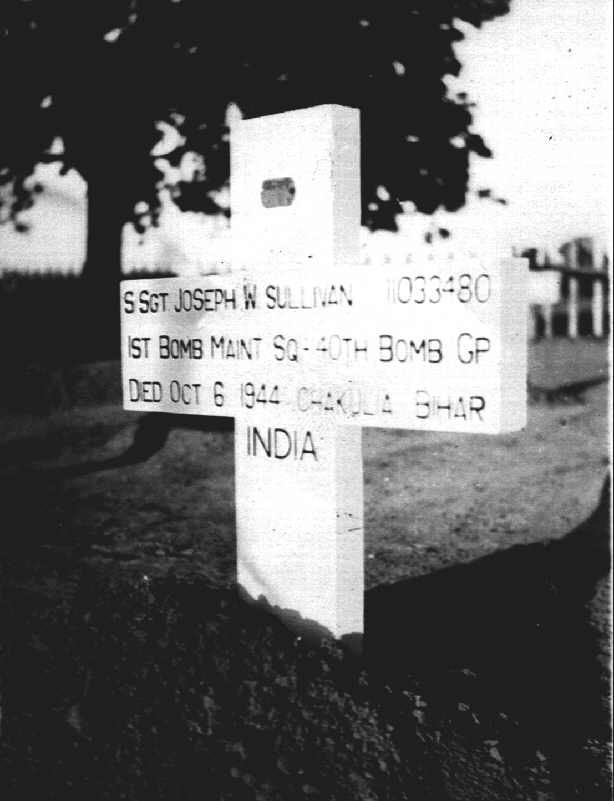 S SGT JOSEPH W. SULLIVAN 11033480
1ST BOMB MAINT SQ - 40TH BOMB GP
DIED OCT 6 1944 CHAKULIA BIHAR
INDIA